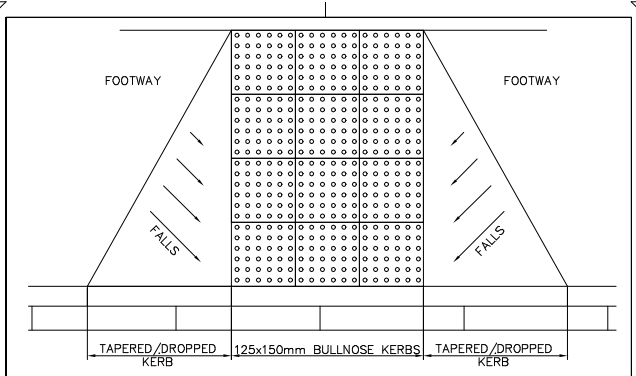 FOOTWAY
FOOTWAY
FALLS
FALLS
TAPERED/DROPPED
KERB
125x150mm BULLNOSE KERBS
TAPERED/DROPPED
KERB